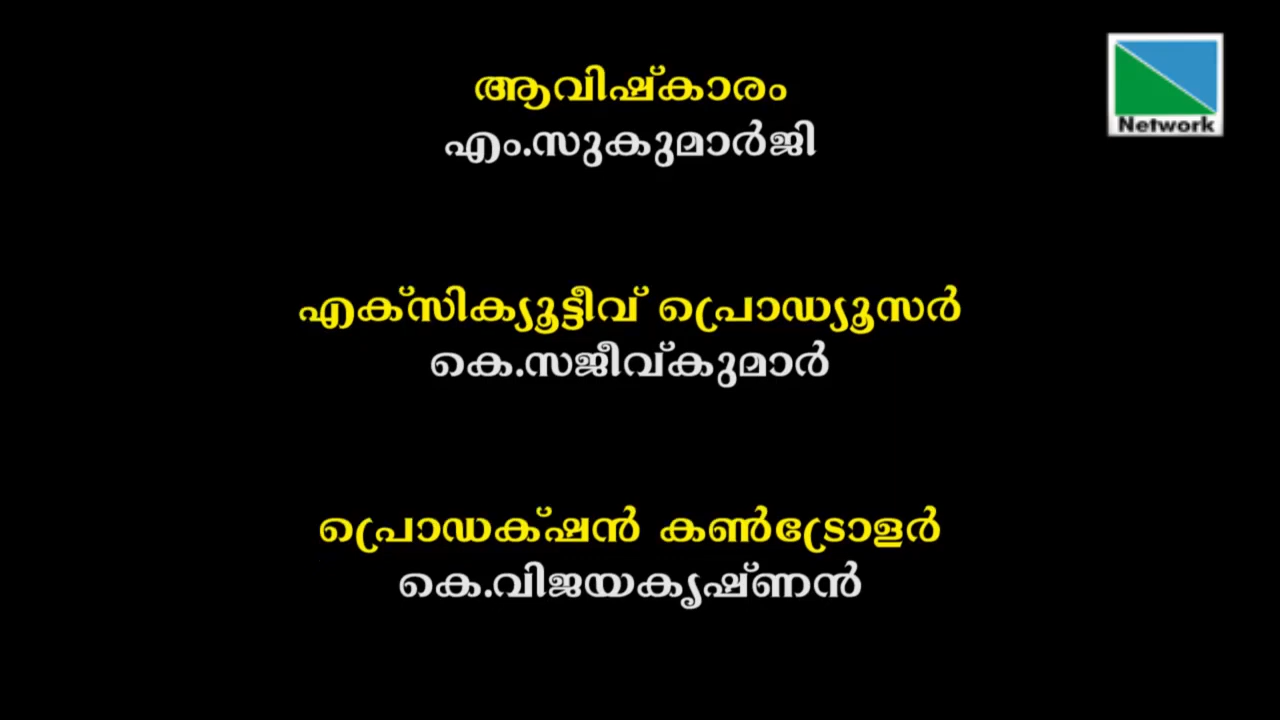 ആവിഷ്കാരം
Network
എം.സുകുമാർജി
എക്സിക്യൂട്ടീവ് പ്രൊഡ്യൂസർ
കെ.സജീവ്കുമാർ
പ്രൊഡക്ഷൻ കൺട്രോളർ
കെ.വിജയകൃഷ്ണൻ